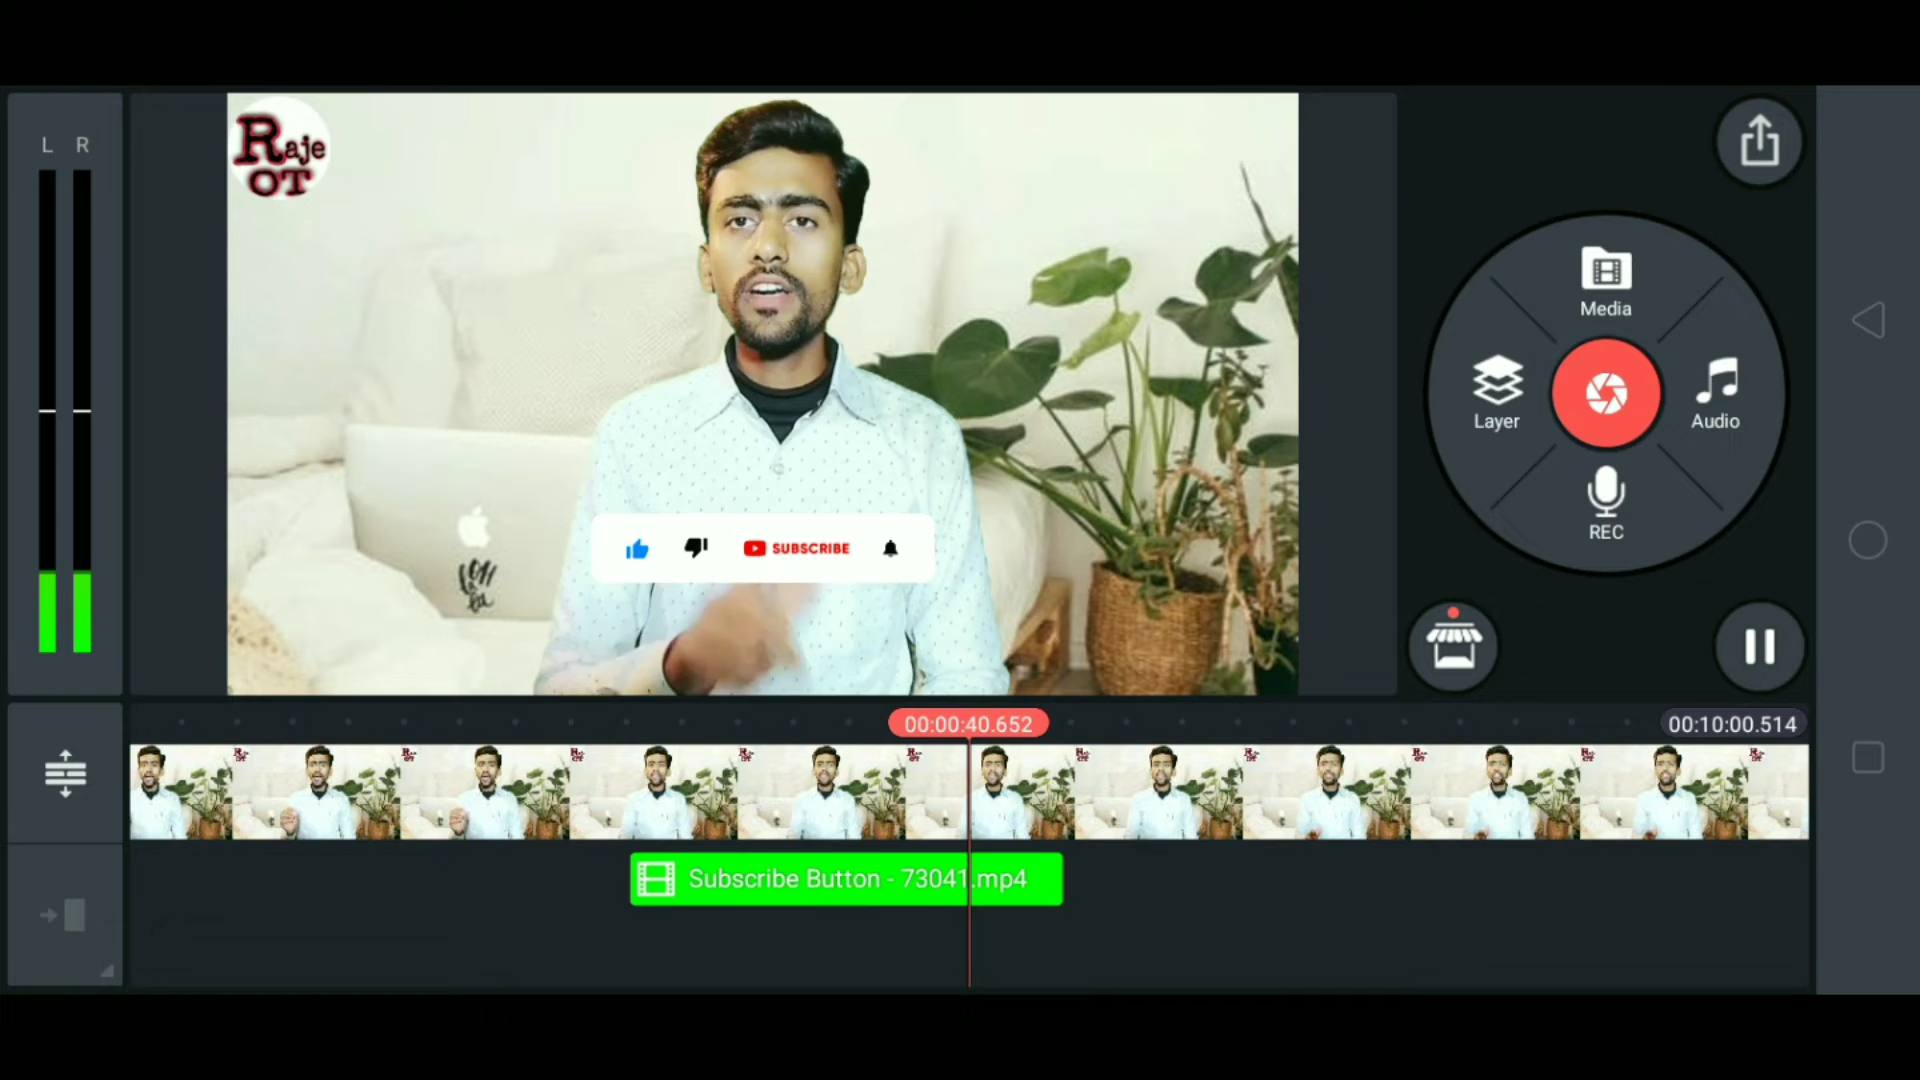 L R
Raje
OT
Media
Layer
Audio
REC
SUBSCRIBE
00:00:40.652
00:10:00.514
Subscribe Button - 73041.mp4